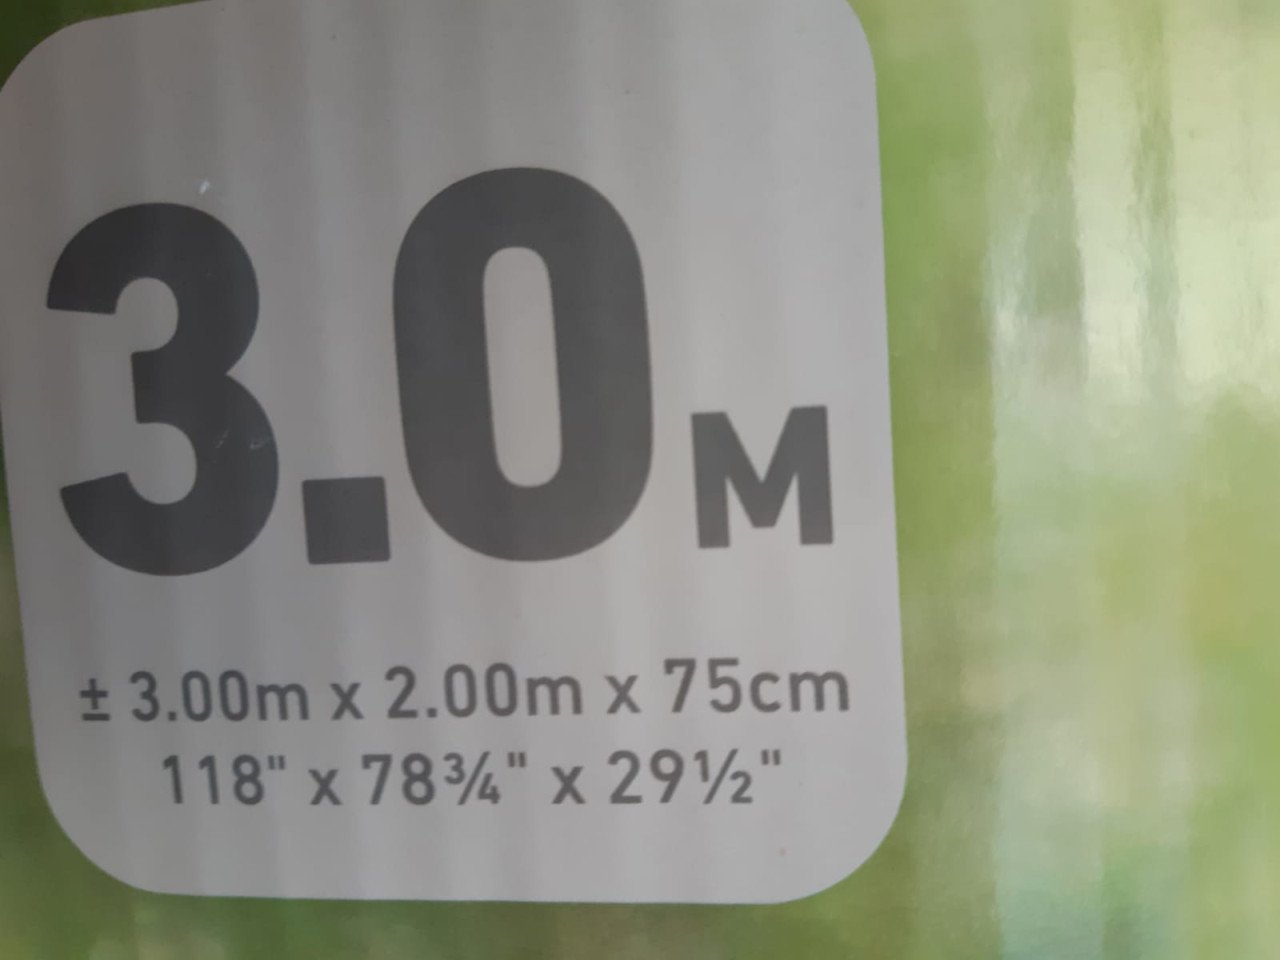 3.0M
± 3.00m x 2.00m x 75cm
118" x 78¾" x 29½"